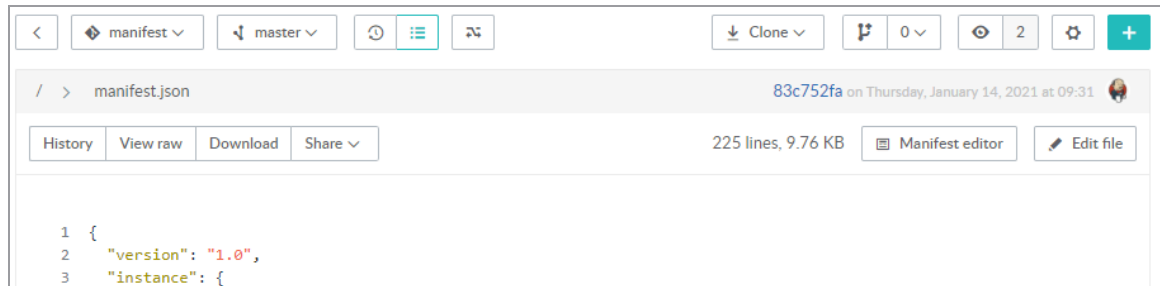 manifest master Clone 0 2 +
/ > manifest.json 83c752fa on Thursday, January 14, 2021 at 09:31
History View raw Download Share 225 lines, 9.76 KB Manifest editor Edit file
1 {
2 "version": "1.0",
3 "instance": {